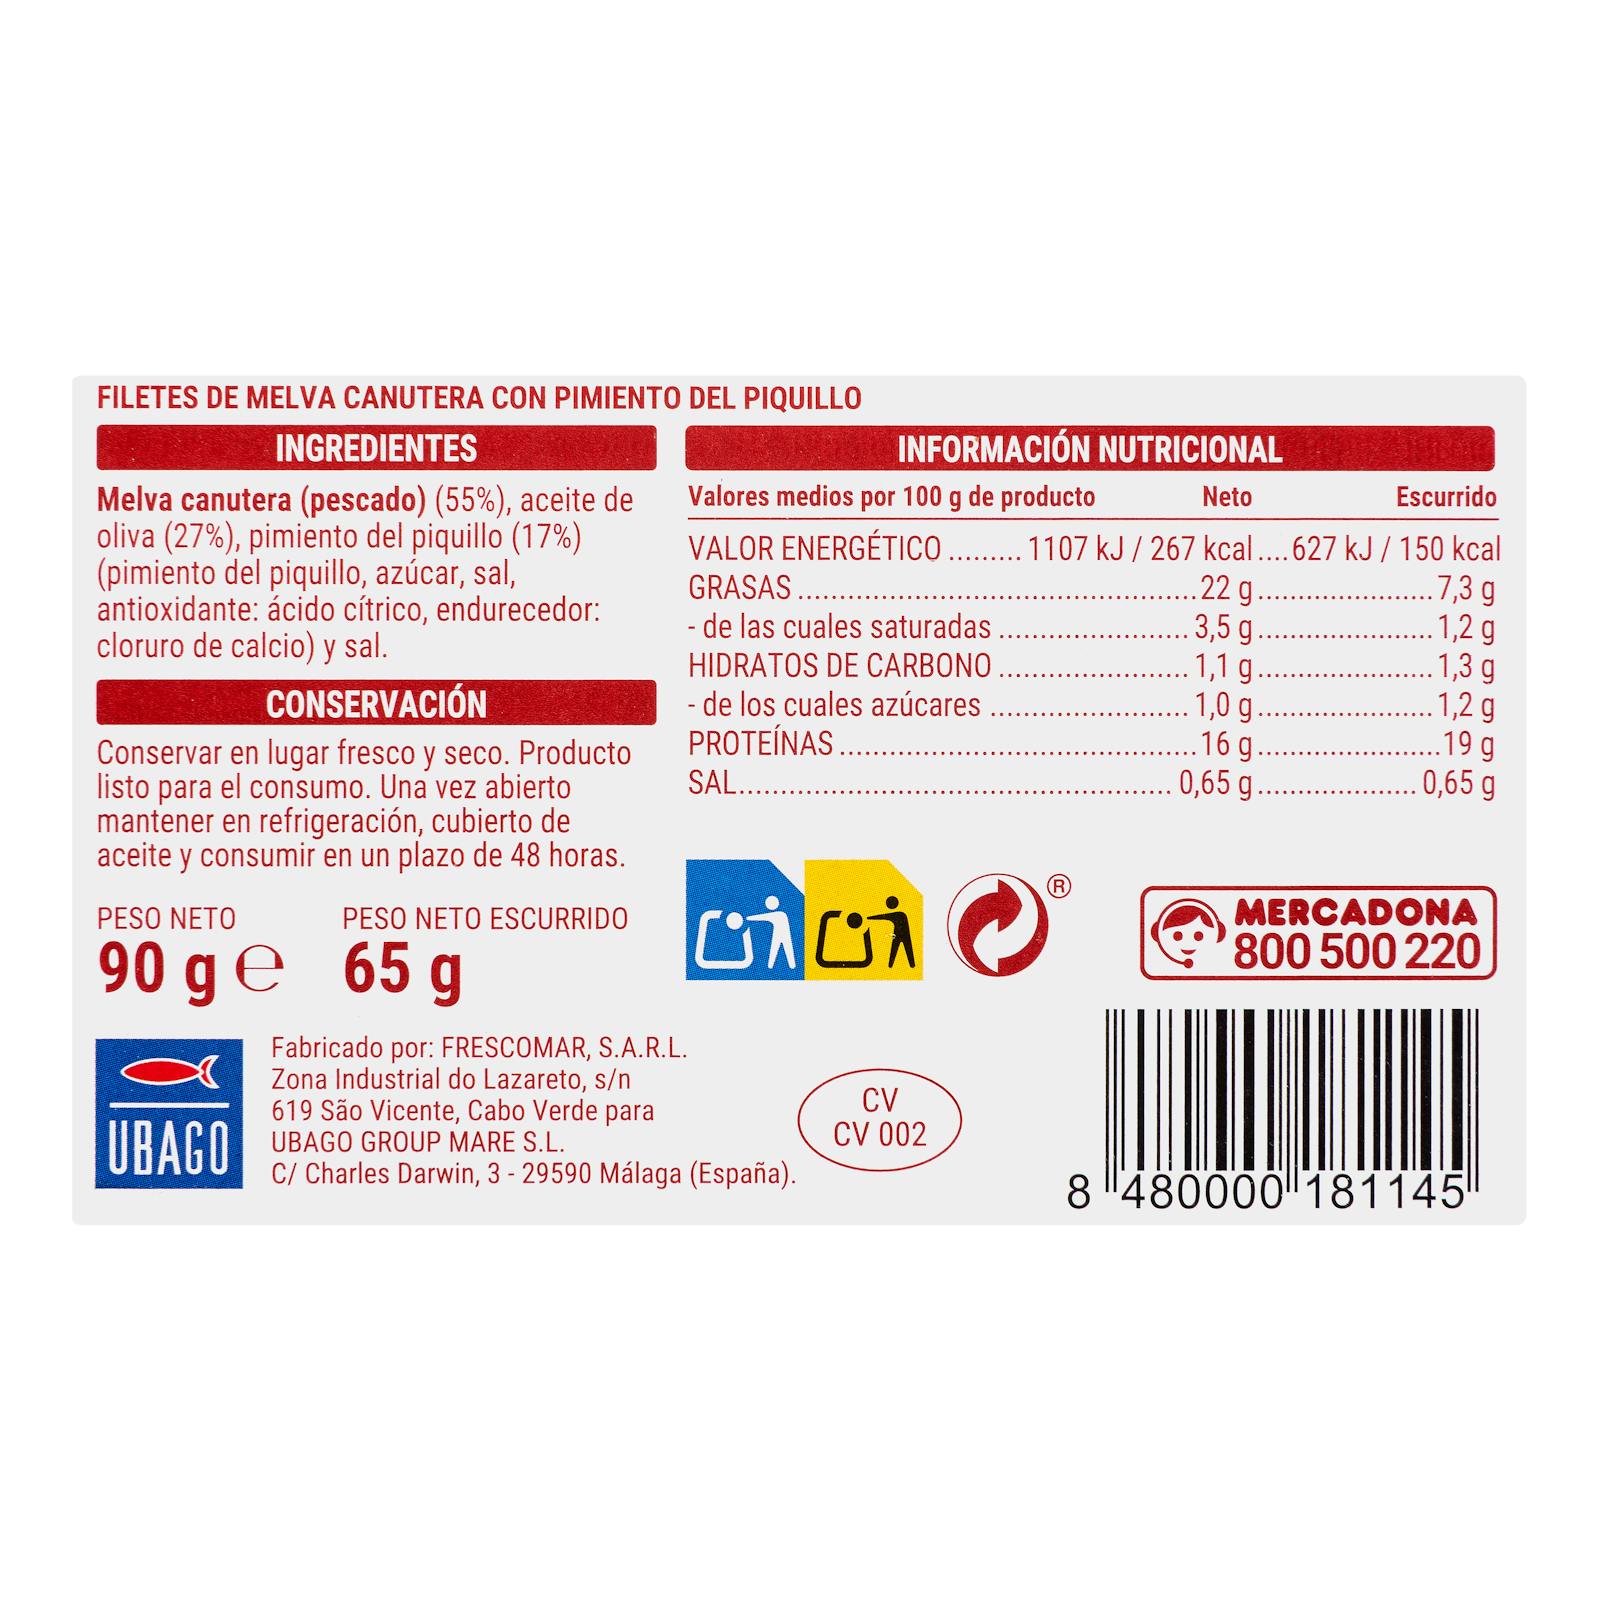 FILETES DE MELVA CANUTERA CON PIMIENTO DEL PIQUILLO
INGREDIENTES
Melva canutera (pescado) (55%), aceite de
oliva (27%), pimiento del piquillo (17%)
(pimiento del piquillo, azúcar, sal,
antioxidante: ácido cítrico, endurecedor:
cloruro de calcio) y sal.
CONSERVACIÓN
Conservar en lugar fresco y seco. Producto
listo para el consumo. Una vez abierto
mantener en refrigeración, cubierto de
aceite y consumir en un plazo de 48 horas.
PESO NETO PESO NETO ESCURRIDO
90 g ℮ 65 g
UBAGO
Fabricado por: FRESCOMAR, S.A.R.L.
Zona Industrial do Lazareto, s/n
619 São Vicente, Cabo Verde para
UBAGO GROUP MARE S.L.
C/ Charles Darwin, 3 - 29590 Málaga (España).
INFORMACIÓN NUTRICIONAL
Valores medios por 100 g de producto Neto Escurrido
VALOR ENERGÉTICO ......... 1107 kJ / 267 kcal .... 627 kJ / 150 kcal
GRASAS ............. 22 g ............. 7,3 g
- de las cuales saturadas ............. 3,5 g ............. 1,2 g
HIDRATOS DE CARBONO ............. 1,1 g ............. 1,3 g
- de los cuales azúcares ............. 1,0 g ............. 1,2 g
PROTEÍNAS ............. 16 g ............. 19 g
SAL ............. 0,65 g ............. 0,65 g
®
MERCADONA
800 500 220
CV
CV 002
8 480000 181145